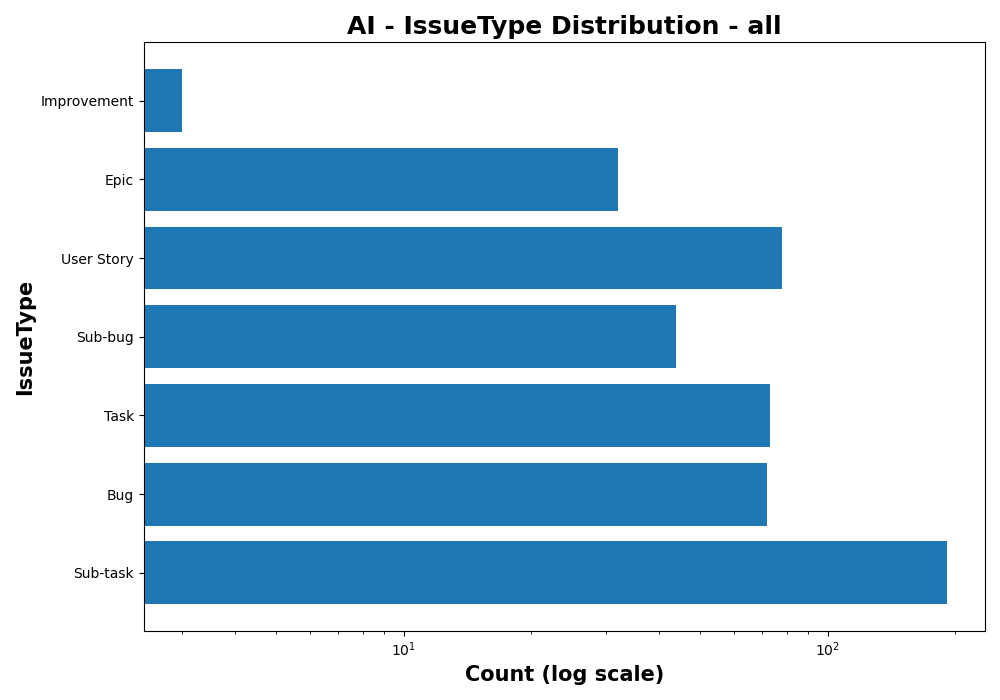 AI - IssueType Distribution - all
IssueType
Improvement
Epic
User Story
Sub-bug
Task
Bug
Sub-task
10¹ 10²
Count (log scale)